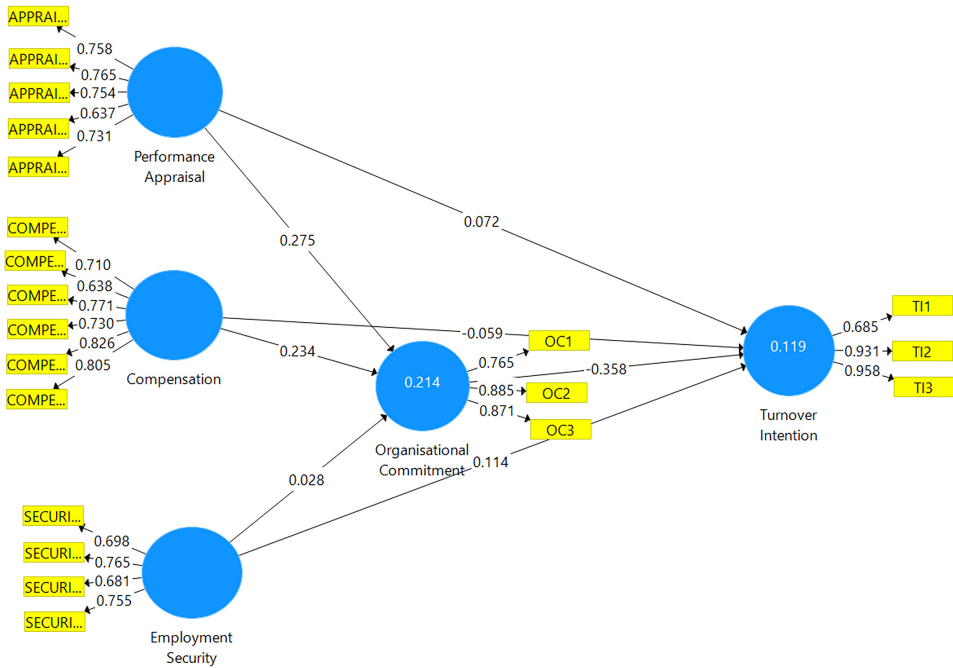 APPRAI...
0.758
APPRAI...
0.765
APPRAI...
0.754
APPRAI...
0.637
0.731
APPRAI...
Performance
Appraisal
0.072
0.275
COMPE...
0.710
COMPE...
0.638
COMPE...
0.771
COMPE...
0.730
0.826
COMPE...
0.805
COMPE...
Compensation
-0.059
0.234
OC1
0.765
-0.358
0.214
0.885
OC2
0.871
OC3
Organisational
Commitment
0.119
0.685
TI1
0.931
TI2
0.958
TI3
Turnover
Intention
0.114
0.028
SECURI...
0.698
SECURI...
0.765
SECURI...
0.681
0.755
SECURI...
Employment
Security